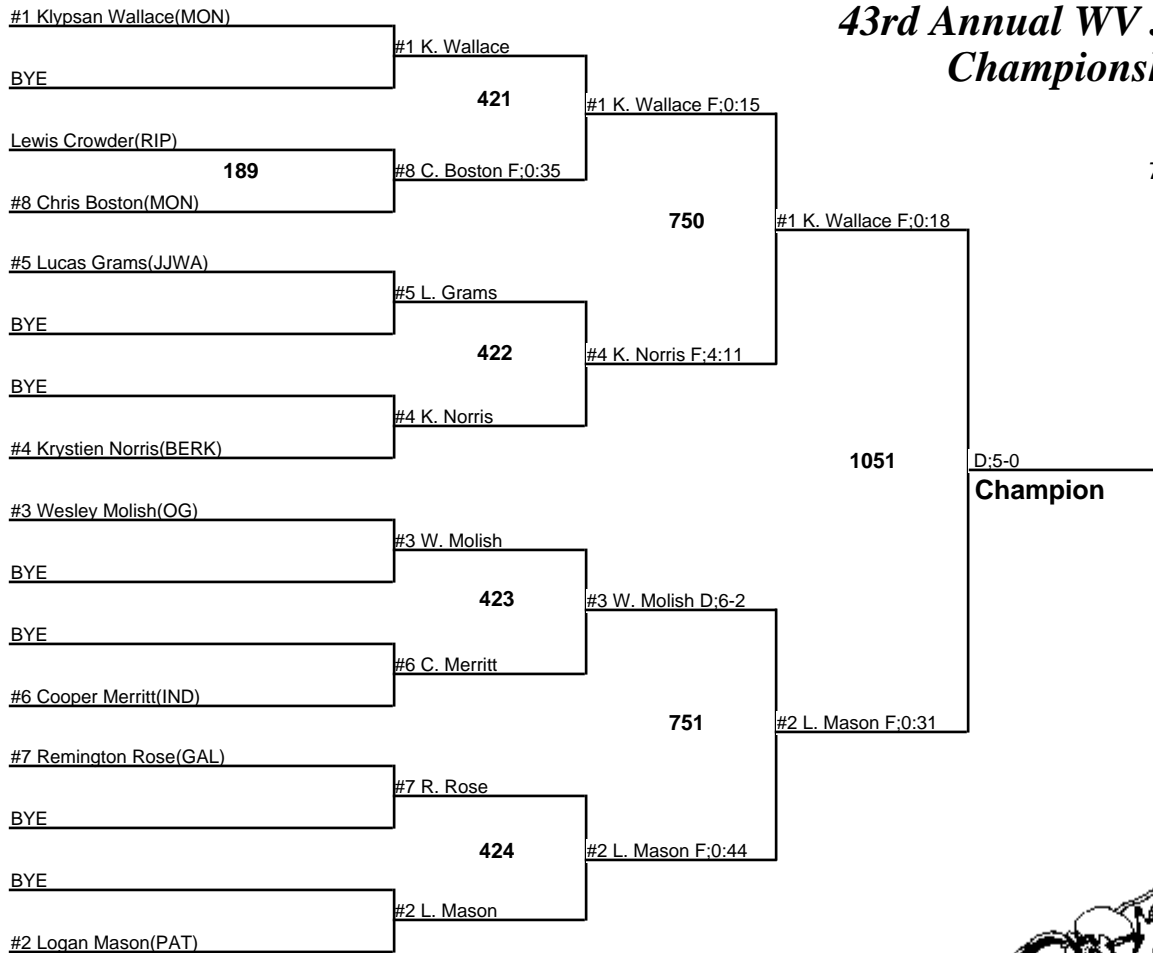 43rd Annual WV
Championsh
#1 Klypsan Wallace(MON)
BYE
Lewis Crowder(RIP)
189
#8 Chris Boston(MON)
#5 Lucas Grams(JJWA)
BYE
BYE
#4 Krystien Norris(BERK)
#3 Wesley Molish(OG)
BYE
BYE
#6 Cooper Merritt(IND)
#7 Remington Rose(GAL)
BYE
BYE
#2 Logan Mason(PAT)
#1 K. Wallace
421
#8 C. Boston F;0:35
#5 L. Grams
422
#4 K. Norris
#3 W. Molish
423
#6 C. Merritt
#7 R. Rose
424
#2 L. Mason
#1 K. Wallace F;0:15
750
#4 K. Norris F;4:11
#3 W. Molish D;6-2
751
#2 L. Mason F;0:44
#1 K. Wallace F;0:18
1051
#2 L. Mason F;0:31
D;5-0
Champion